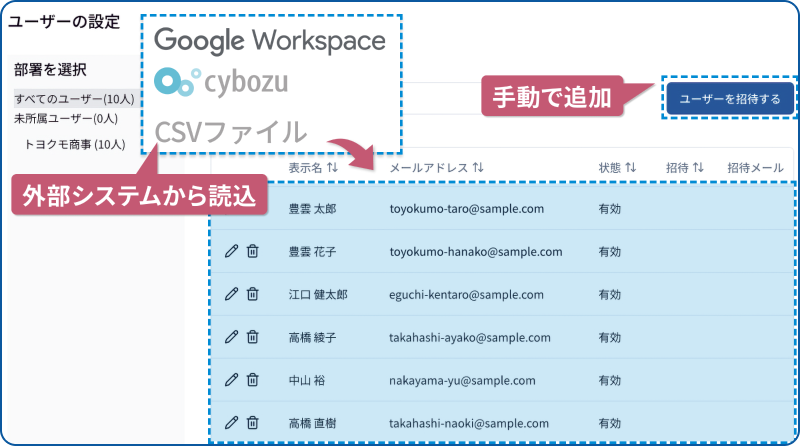 ユーザーの設定
部署を選択
すべてのユーザー(10人)
未所属ユーザー(0人)
トヨクモ商事 (10人)
Google Workspace
cybozu
CSVファイル
外部システムから読込
手動で追加
ユーザーを招待する
表示名 ↑↓ メールアドレス ↑↓ 状態 ↑↓ 招待 ↑↓ 招待メール
豊雲 太郎 toyokumo-taro@sample.com 有効
豊雲 花子 toyokumo-hanako@sample.com 有効
江口 健太郎 eguchi-kentaro@sample.com 有効
高橋 綾子 takahashi-ayako@sample.com 有効
中山 裕 nakayama-yu@sample.com 有効
高橋 直樹 takahashi-naoki@sample.com 有効